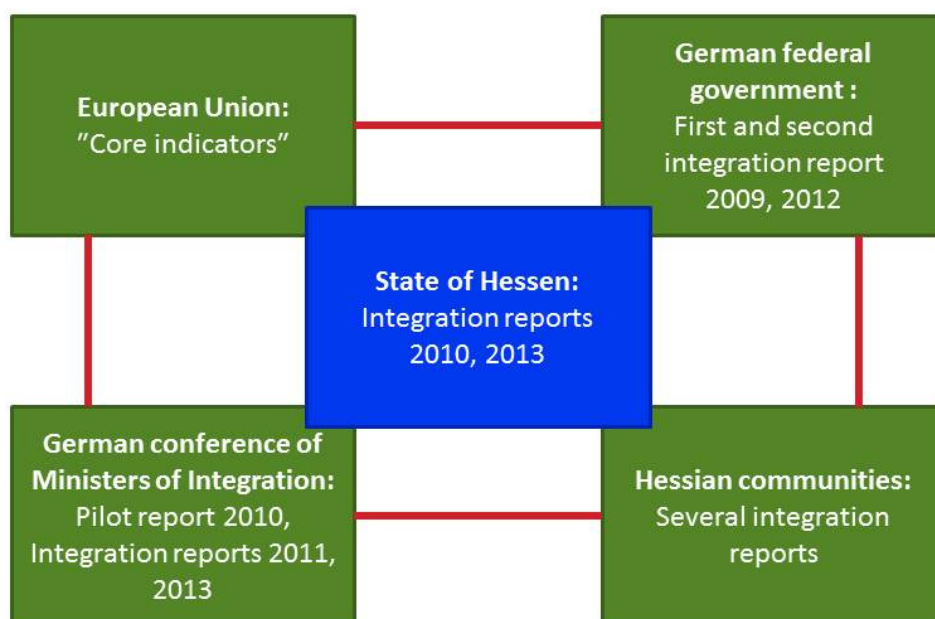 European Union:
"Core indicators"
German federal
government :
First and second
integration report
2009, 2012
State of Hessen:
Integration reports
2010, 2013
German conference of
Ministers of Integration:
Pilot report 2010,
Integration reports 2011,
2013
Hessian communities:
Several integration
reports